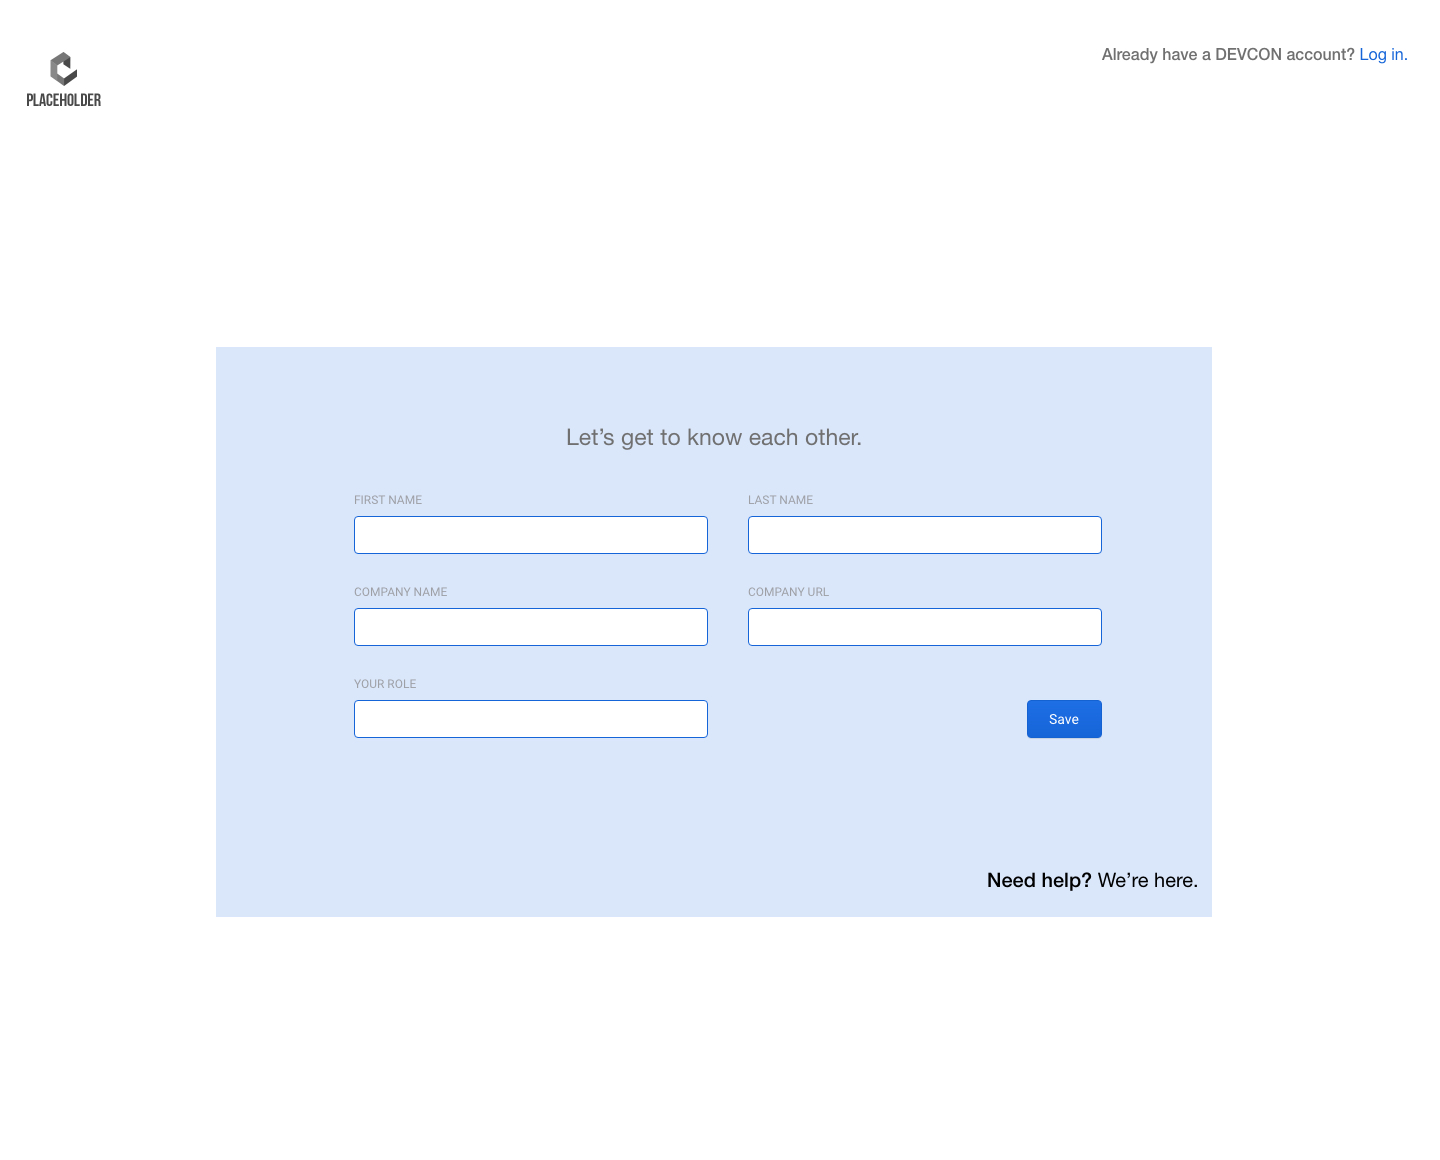 Already have a DEVCON account? Log in.
PLACEHOLDER
Let’s get to know each other.
FIRST NAME
LAST NAME
COMPANY NAME
COMPANY URL
YOUR ROLE
Save
Need help? We’re here.